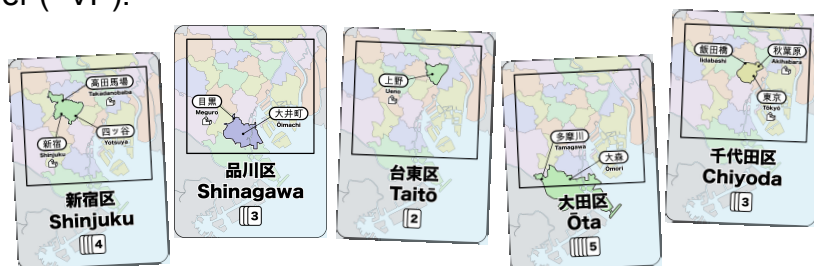 er (
VP).
高田馬場
Takadanobaba
新宿
Shinjuku
四ッ谷
Yotsuya
新宿区
Shinjuku
4
目黒
Meguro
大井町
Ōimachi
品川区
Shinagawa
3
上野
Ueno
台東区
Taitō
2
多摩川
Tamagawa
大森
Ōmori
大田区
Ōta
5
飯田橋
Iidabashi
秋葉原
Akihabara
東京
Tōkyō
千代田区
Chiyoda
3